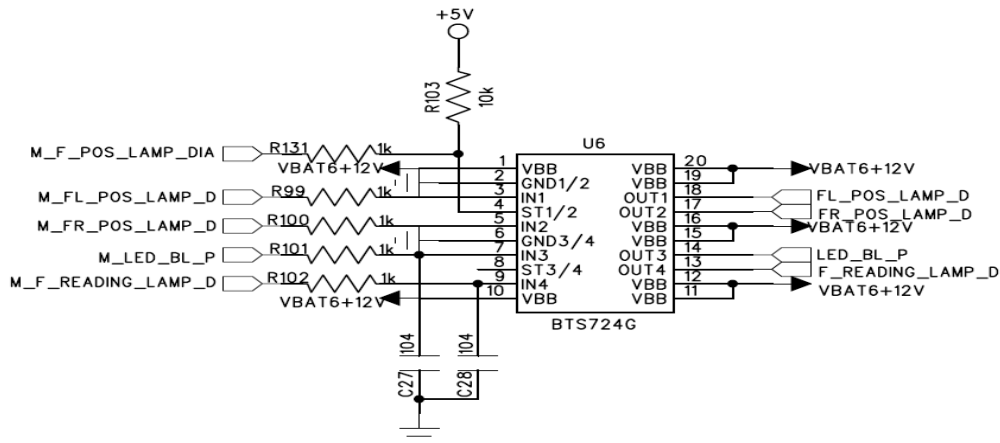 +5V
R103
10k
U6
M_F_POS_LAMP_DIA R131 1k
VBAT6+12V 1 VBB VBB 20 VBAT6+12V
2 GND1/2 VBB 19
M_FL_POS_LAMP_D R99 1k 3 IN1 OUT1 18 FL_POS_LAMP_D
4 ST1/2 OUT2 17 FR_POS_LAMP_D
M_FR_POS_LAMP_D R100 1k 5 IN2 VBB 16 VBAT6+12V
6 GND3/4 VBB 15
M_LED_BL_P R101 1k 7 IN3 OUT3 14 LED_BL_P
8 ST3/4 OUT4 13 F_READING_LAMP_D
M_F_READING_LAMP_D R102 1k 9 IN4 VBB 12 VBAT6+12V
VBAT6+12V 10 VBB VBB 11
BTS724G
104 104
C27 C28